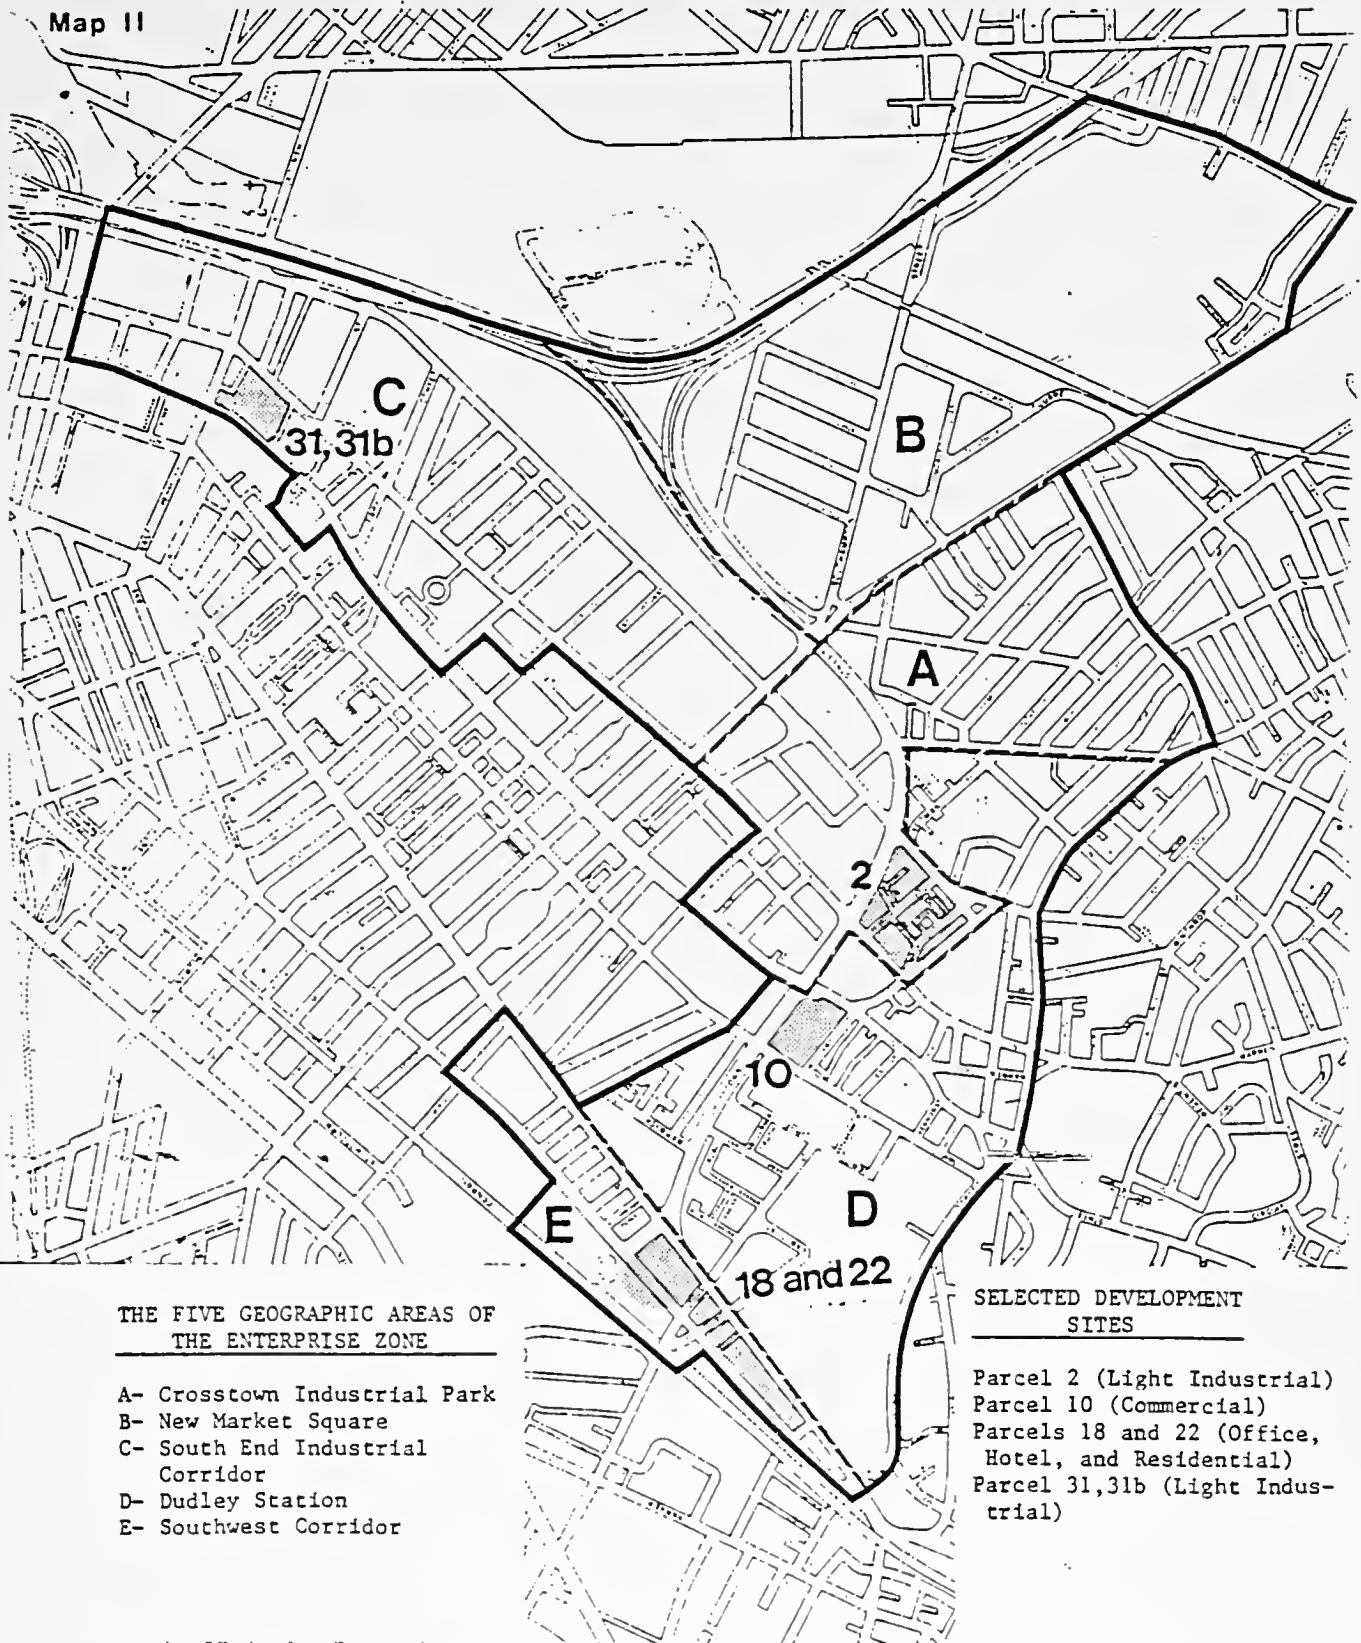 Map II
C
31,31b
B
A
2
10
D
E
18 and 22
THE FIVE GEOGRAPHIC AREAS OF
THE ENTERPRISE ZONE
A- Crosstown Industrial Park
B- New Market Square
C- South End Industrial
Corridor
D- Dudley Station
E- Southwest Corridor
SELECTED DEVELOPMENT
SITES
Parcel 2 (Light Industrial)
Parcel 10 (Commercial)
Parcels 18 and 22 (Office,
Hotel, and Residential)
Parcel 31,31b (Light Indus-
trial)